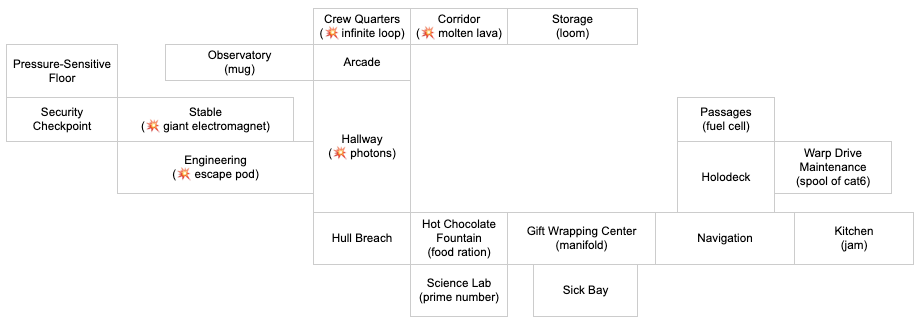 Crew Quarters
(💥 infinite loop)
Corridor
(💥 molten lava)
Storage
(loom)
Pressure-Sensitive
Floor
Observatory
(mug)
Arcade
Security
Checkpoint
Stable
(💥 giant electromagnet)
Hallway
(💥 photons)
Passages
(fuel cell)
Engineering
(💥 escape pod)
Holodeck
Warp Drive
Maintenance
(spool of cat6)
Hull Breach
Hot Chocolate
Fountain
(food ration)
Gift Wrapping Center
(manifold)
Navigation
Kitchen
(jam)
Science Lab
(prime number)
Sick Bay